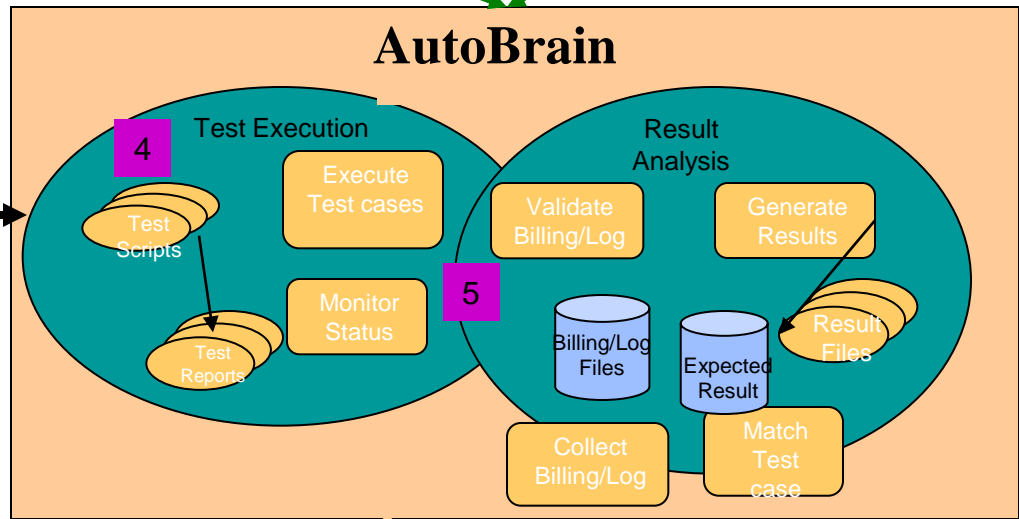 AutoBrain
Test Execution
4
Execute
Test cases
Test
Scripts
Monitor
Status
Test
Reports
Result
Analysis
Validate
Billing/Log
Generate
Results
5
Billing/Log
Files
Expected
Result
Result
Files
Collect
Billing/Log
Match
Test
case